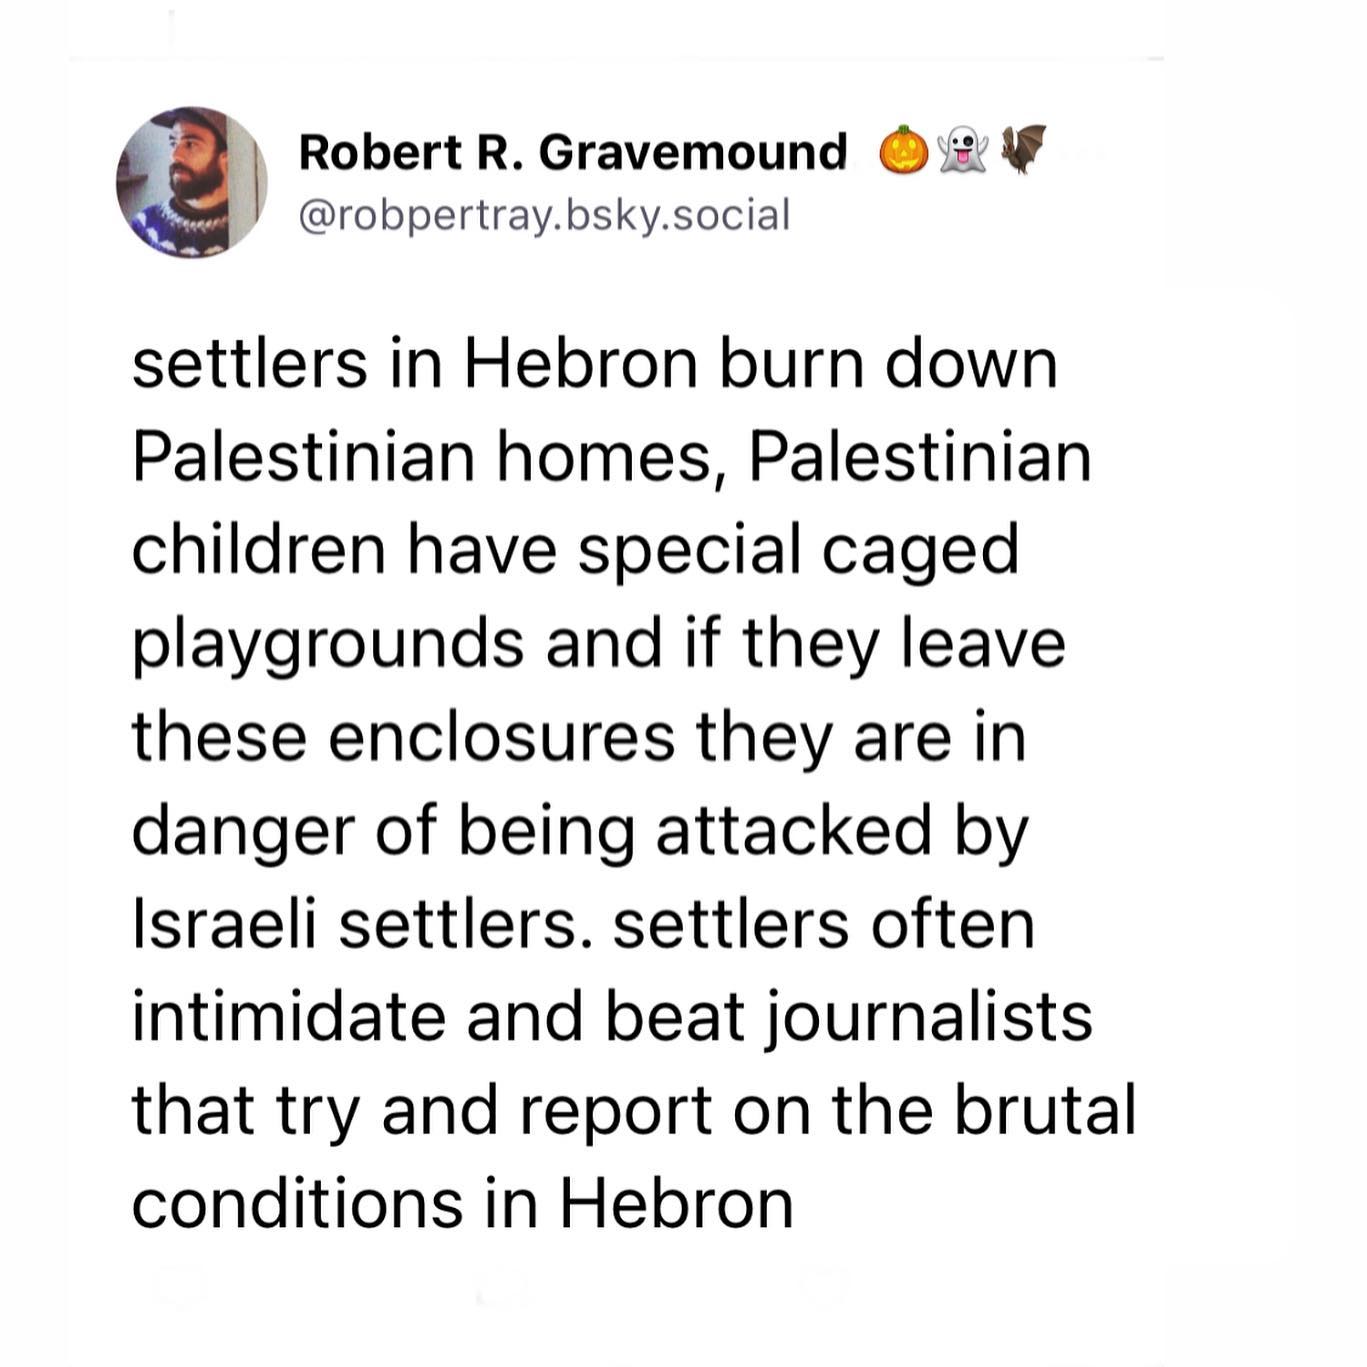 Robert R. Gravemound 🎃👻🦇
@robpertray.bsky.social
settlers in Hebron burn down
Palestinian homes, Palestinian
children have special caged
playgrounds and if they leave
these enclosures they are in
danger of being attacked by
Israeli settlers. settlers often
intimidate and beat journalists
that try and report on the brutal
conditions in Hebron